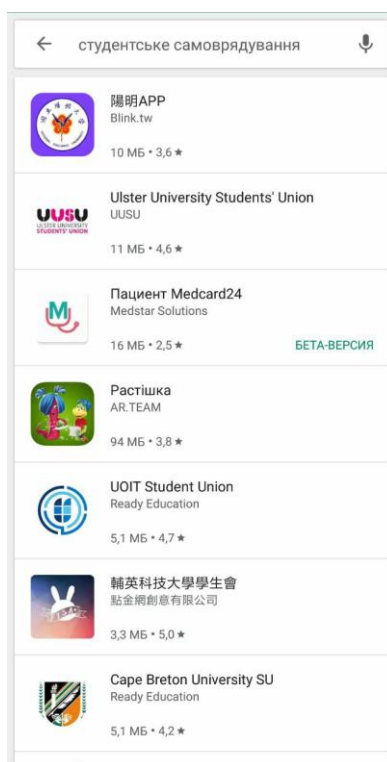 студентське самоврядування
陽明APP
Blink.tw
10 МБ • 3,6 ★
UUSU
ULSTER UNIVERSITY
STUDENTS' UNION
Ulster University Students' Union
UUSU
11 МБ • 4,6 ★
M
Пациент Medcard24
Medstar Solutions
16 МБ • 2,5 ★
БЕТА-ВЕРСИЯ
Растішка
AR.TEAM
94 МБ • 3,8 ★
UOIT Student Union
Ready Education
5,1 МБ • 4,7 ★
輔英科技大學學生會
點金網創意有限公司
3,3 МБ • 5,0 ★
Cape Breton University SU
Ready Education
5,1 МБ • 4,2 ★